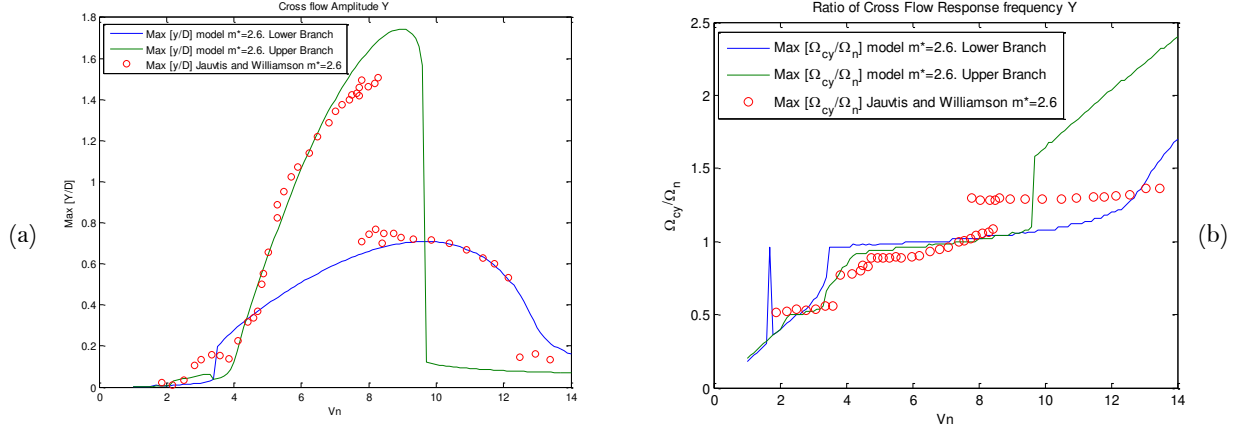 Cross flow Amplitude Y
Max [y/D] model m*=2.6. Lower Branch
Max [y/D] model m*=2.6. Upper Branch
Max [y/D] Jauvtis and Williamson m*=2.6
1.8
1.6
1.4
1.2
1
0.8
0.6
0.4
0.2
0
Max [Y/D]
0 2 4 6 8 10 12 14
Vn
(a)
Ratio of Cross Flow Response frequency Y
Max [Ω_cy/Ω_n] model m*=2.6. Lower Branch
Max [Ω_cy/Ω_n] model m*=2.6. Upper Branch
Max [Ω_cy/Ω_n] Jauvtis and Williamson m*=2.6
2.5
2
1.5
1
0.5
0
Ω_cy/Ω_n
0 2 4 6 8 10 12 14
Vn
(b)